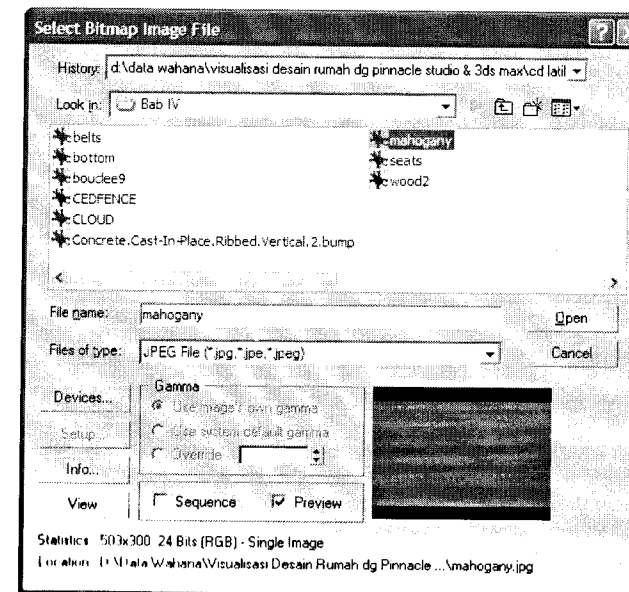 Select Bitmap Image File
History: d:\data wahana\visualisasi desain rumah dg pinnacle studio & 3ds max\cd latil
Look in: Bab IV
belts
bottom
bouclee9
CEDFENCE
CLOUD
Concrete.Cast-In-Place.Ribbed.Vertical.2.bump
mahogany
seats
wood2
File name: mahogany
Open
Files of type: JPEG File (*.jpg,*.jpe,*.jpeg)
Cancel
Devices...
Setup...
Info...
View
Gamma
Use image's own gamma
Use system default gamma
Override
Sequence
Preview
Statistics: 503x300 24 Bits (RGB) - Single Image
Location: D:\Data Wahana\Visualisasi Desain Rumah dg Pinnacle ...\mahogany.jpg